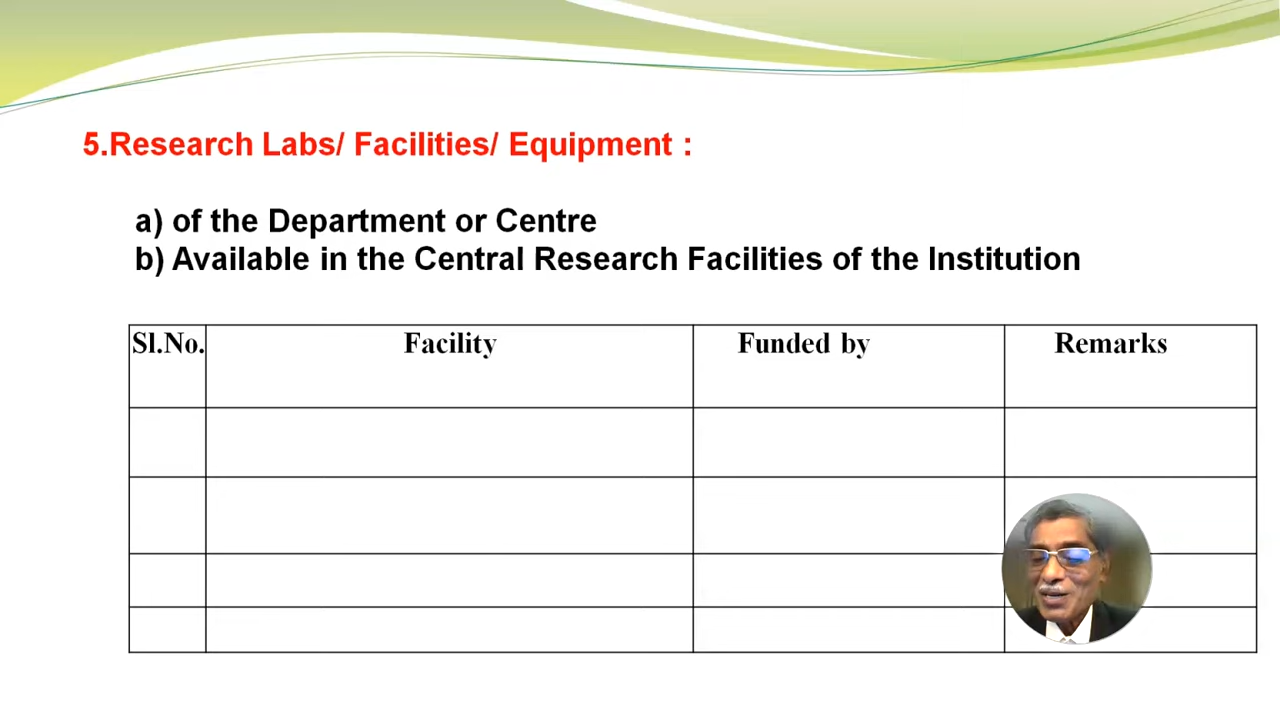 5.Research Labs/ Facilities/ Equipment :
a) of the Department or Centre
b) Available in the Central Research Facilities of the Institution
Sl.No. Facility Funded by Remarks